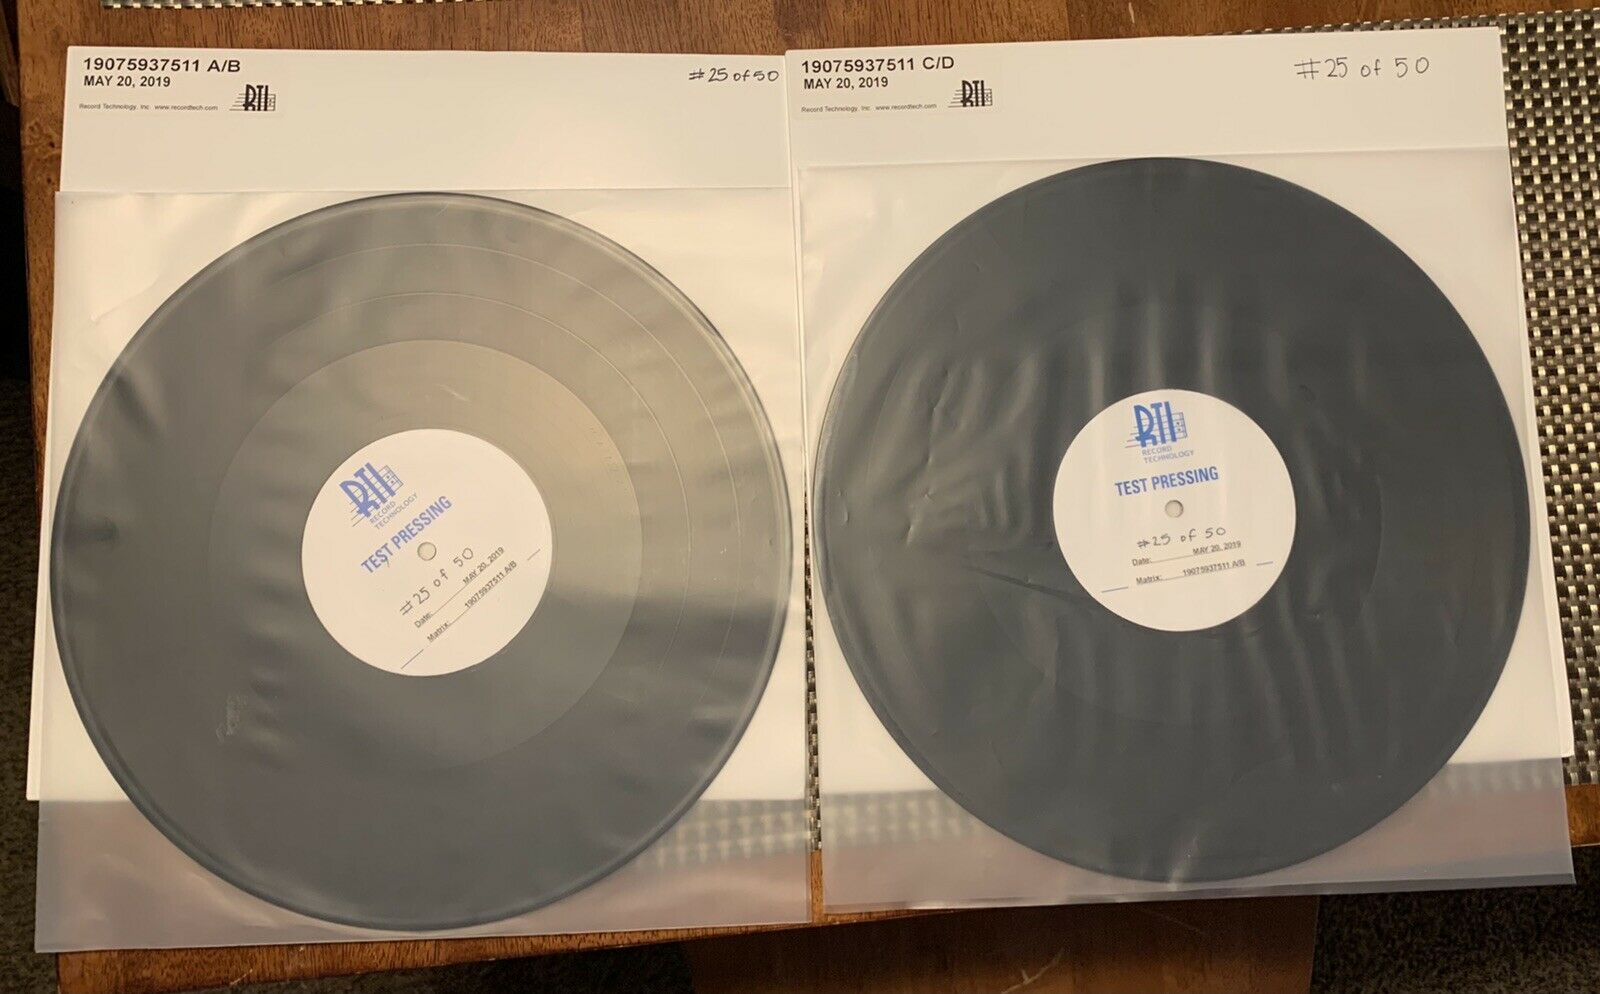 19075937511 A/B
MAY 20, 2019
Record Technology, Inc. www.recordtech.com
RTI
#25 of 50
19075937511 C/D
MAY 20, 2019
Record Technology, Inc. www.recordtech.com
RTI
#25 of 50
RTI
RECORD
TECHNOLOGY
TEST PRESSING
#25 of 50
Date: MAY 20, 2019
Matrix: 19075937511 A/B
RTI
RECORD
TECHNOLOGY
TEST PRESSING
#25 of 50
Date: MAY 20, 2019
Matrix: 19075937511 A/B